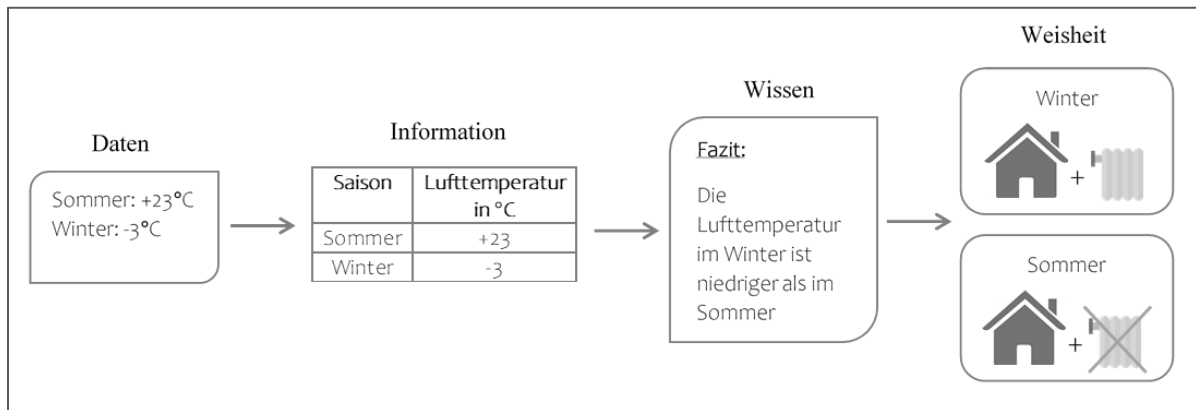 Daten
Sommer: +23°C
Winter: -3°C
Information
Saison Lufttemperatur
in °C
Sommer +23
Winter -3
Wissen
Fazit:
Die
Lufttemperatur
im Winter ist
niedriger als im
Sommer
Weisheit
Winter
+
Sommer
+